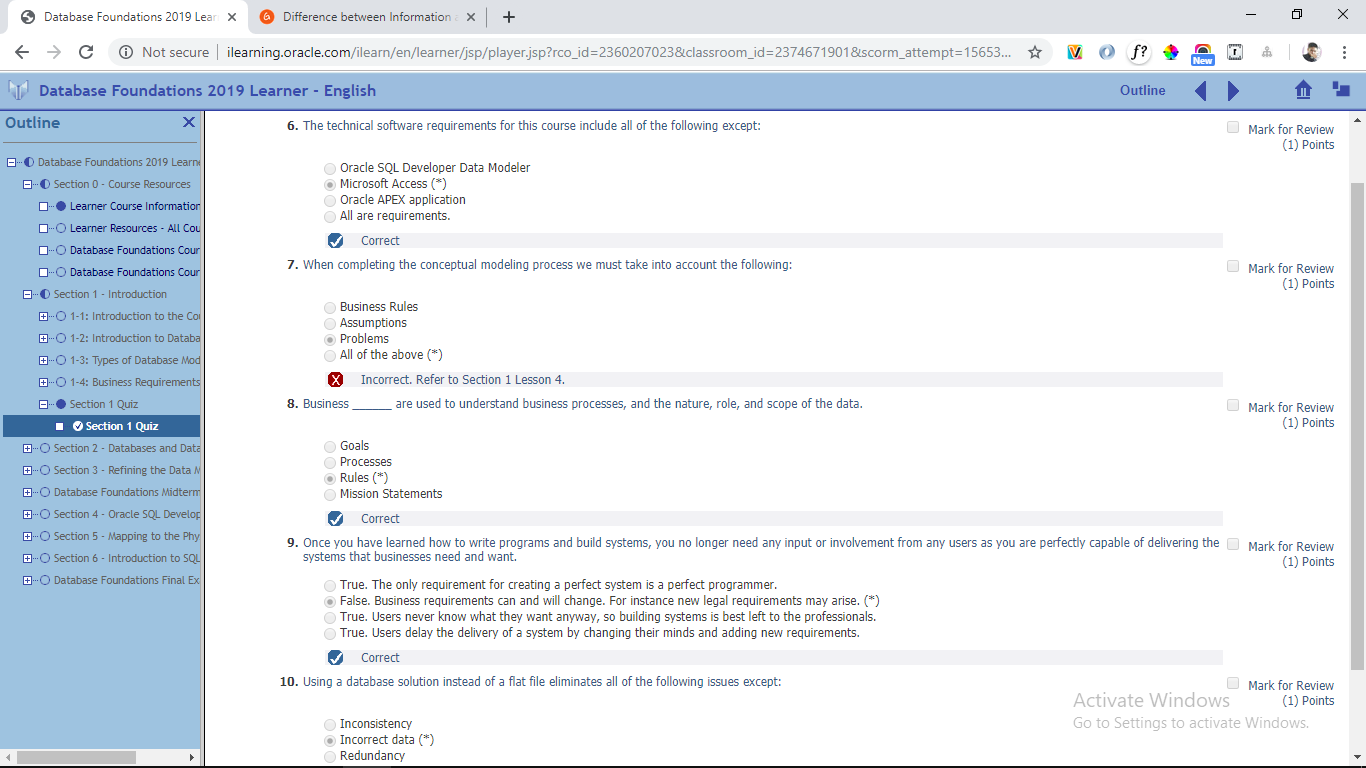 Database Foundations 2019 Lear
Difference between Information a
Not secure
ilearning.oracle.com/ilearn/en/learner/jsp/player.jsp?rco_id=2360207023&classroom_id=2374671901&scorm_attempt=15653...
f?
New
Database Foundations 2019 Learner - English
Outline
Outline
Database Foundations 2019 Learne
Section 0 - Course Resources
Learner Course Information
Learner Resources - All Cou
Database Foundations Cour
Database Foundations Cour
Section 1 - Introduction
1-1: Introduction to the Co
1-2: Introduction to Databa
1-3: Types of Database Mod
1-4: Business Requirements
Section 1 Quiz
Section 1 Quiz
Section 2 - Databases and Data
Section 3 - Refining the Data M
Database Foundations Midterm
Section 4 - Oracle SQL Develop
Section 5 - Mapping to the Phy
Section 6 - Introduction to SQL
Database Foundations Final Ex
6. The technical software requirements for this course include all of the following except:
Mark for Review
(1) Points
Oracle SQL Developer Data Modeler
Microsoft Access (*)
Oracle APEX application
All are requirements.
Correct
7. When completing the conceptual modeling process we must take into account the following:
Mark for Review
(1) Points
Business Rules
Assumptions
Problems
All of the above (*)
X Incorrect. Refer to Section 1 Lesson 4.
8. Business ______ are used to understand business processes, and the nature, role, and scope of the data.
Mark for Review
(1) Points
Goals
Processes
Rules (*)
Mission Statements
Correct
9. Once you have learned how to write programs and build systems, you no longer need any input or involvement from any users as you are perfectly capable of delivering the
systems that businesses need and want.
Mark for Review
(1) Points
True. The only requirement for creating a perfect system is a perfect programmer.
False. Business requirements can and will change. For instance new legal requirements may arise. (*)
True. Users never know what they want anyway, so building systems is best left to the professionals.
True. Users delay the delivery of a system by changing their minds and adding new requirements.
Correct
10. Using a database solution instead of a flat file eliminates all of the following issues except:
Mark for Review
(1) Points
Inconsistency
Incorrect data (*)
Redundancy
Activate Windows
Go to Settings to activate Windows.